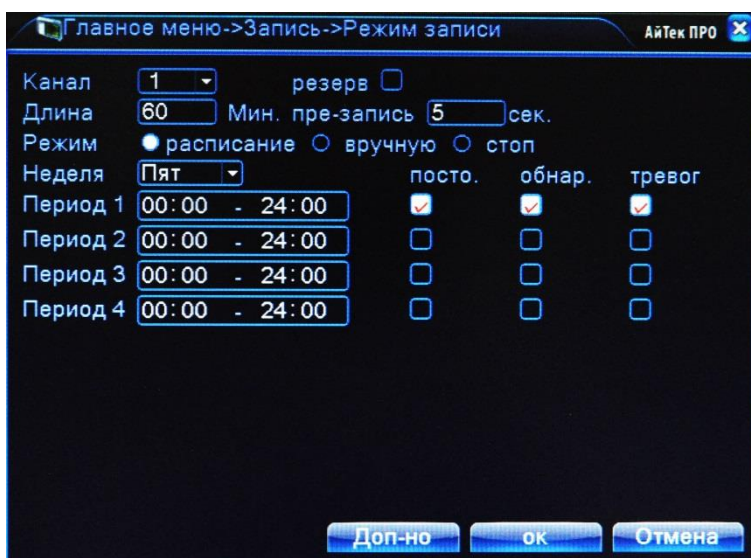 Главное меню->Запись->Режим записи АйТек ПРО
Канал 1 резерв
Длина 60 Мин. пре-запись 5 сек.
Режим расписание вручную стоп
Неделя Пят посто. обнар. тревог
Период 1 00:00 - 24:00
Период 2 00:00 - 24:00
Период 3 00:00 - 24:00
Период 4 00:00 - 24:00
Доп-но ок Отмена